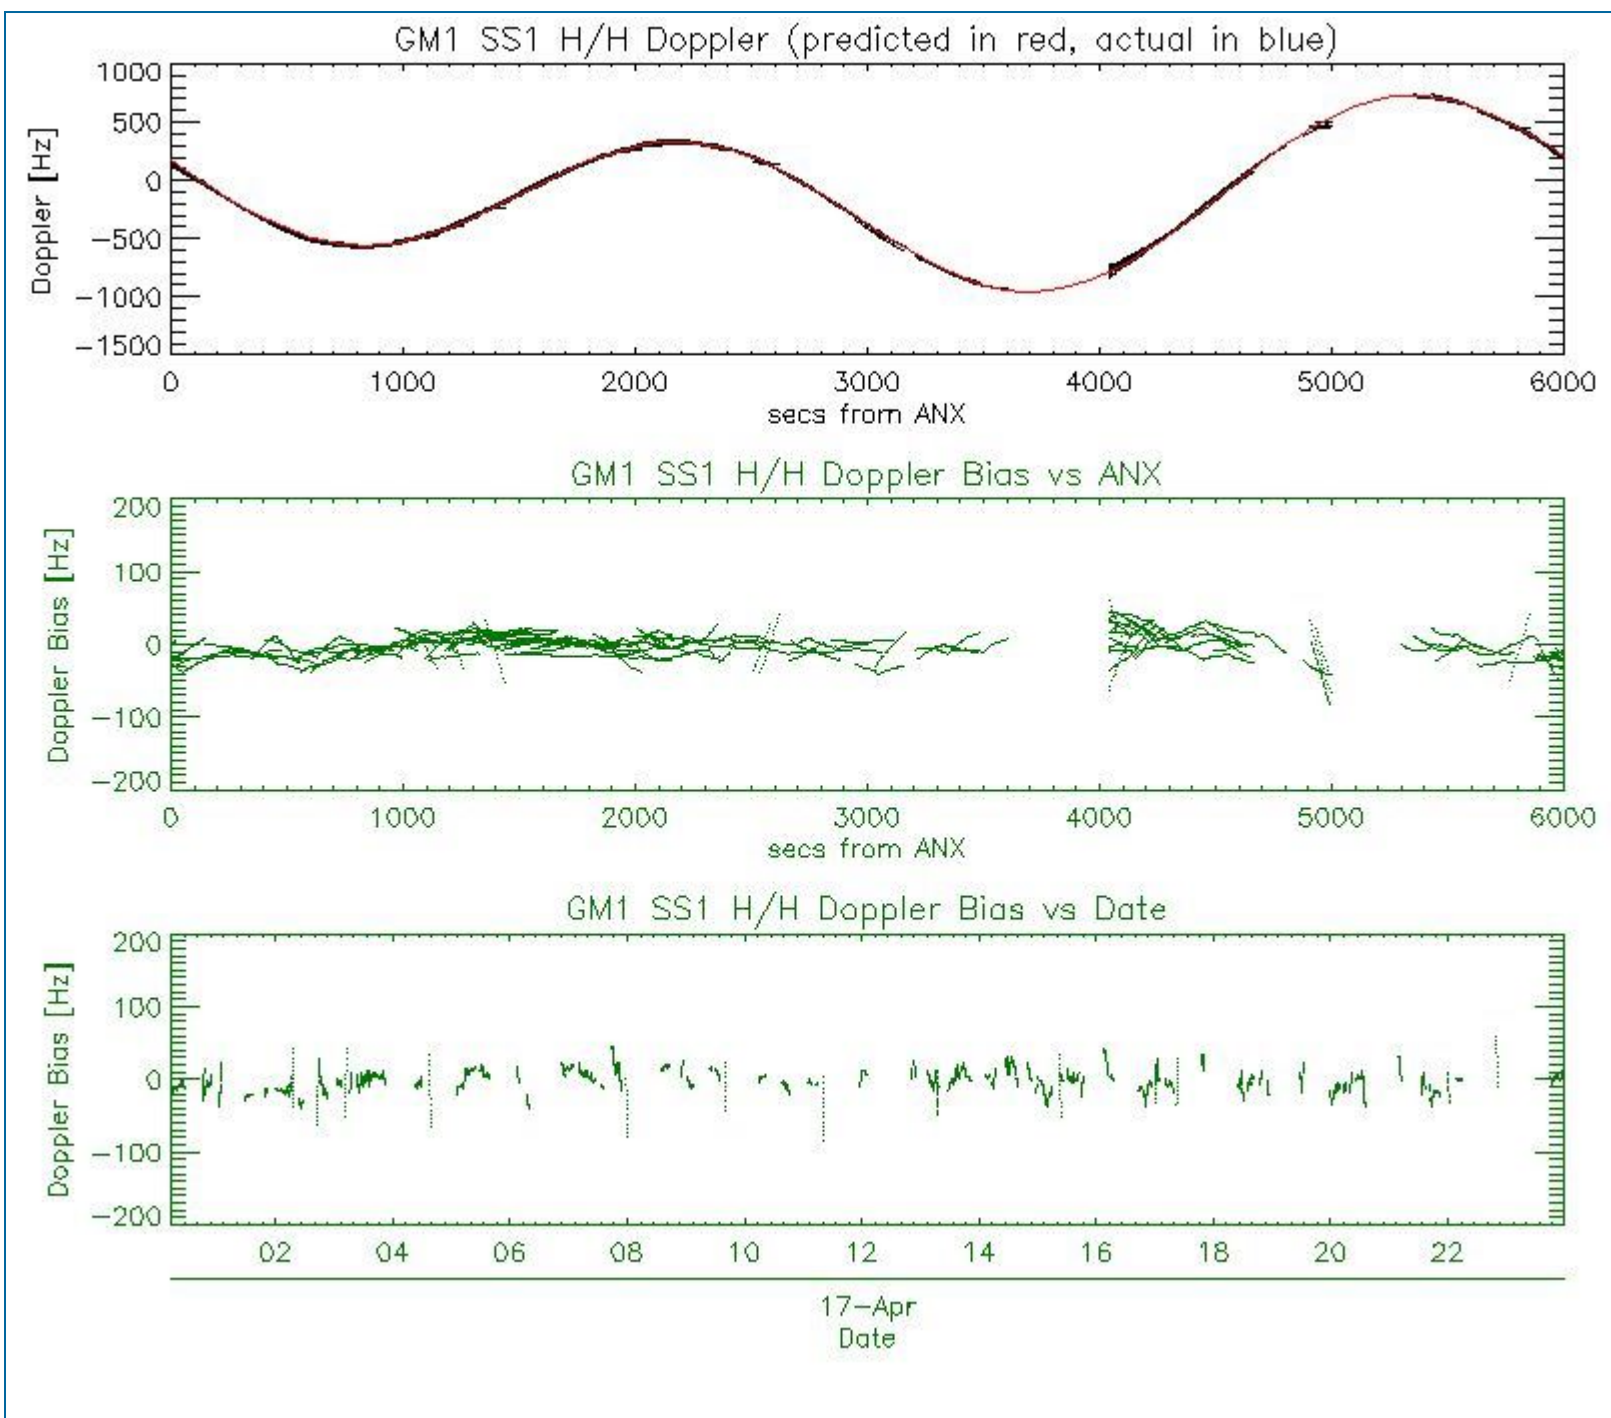 GM1 SS1 H/H Doppler (predicted in red, actual in blue)
Doppler [Hz]
1000
500
0
−500
−1000
−1500
0 1000 2000 3000 4000 5000 6000
secs from ANX
GM1 SS1 H/H Doppler Bias vs ANX
Doppler Bias [Hz]
200
100
0
−100
−200
0 1000 2000 3000 4000 5000 6000
secs from ANX
GM1 SS1 H/H Doppler Bias vs Date
Doppler Bias [Hz]
200
100
0
−100
−200
02 04 06 08 10 12 14 16 18 20 22
17−Apr
Date